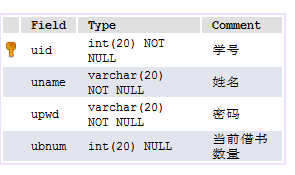 Field Type Comment
uid int(20) NOT NULL 学号
uname varchar(20) NOT NULL 姓名
upwd varchar(20) NOT NULL 密码
ubnum int(20) NULL 当前借书数量